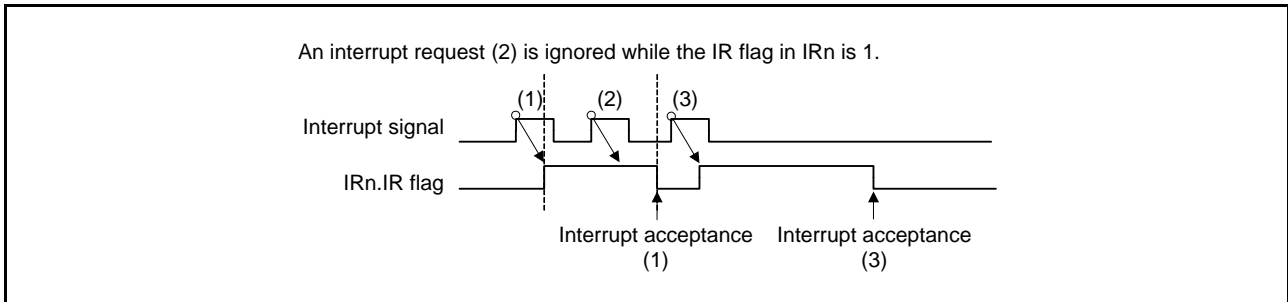 An interrupt request (2) is ignored while the IR flag in IRn is 1.
(1) (2) (3)
Interrupt signal
IRn.IR flag
Interrupt acceptance Interrupt acceptance
(1) (3)